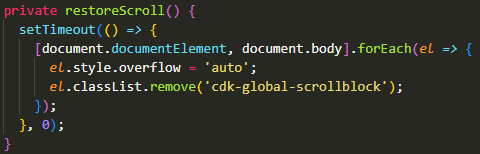 private restoreScroll() {
  setTimeout(() => {
    [document.documentElement, document.body].forEach(el => {
      el.style.overflow = 'auto';
      el.classList.remove('cdk-global-scrollblock');
    });
  }, 0);
}